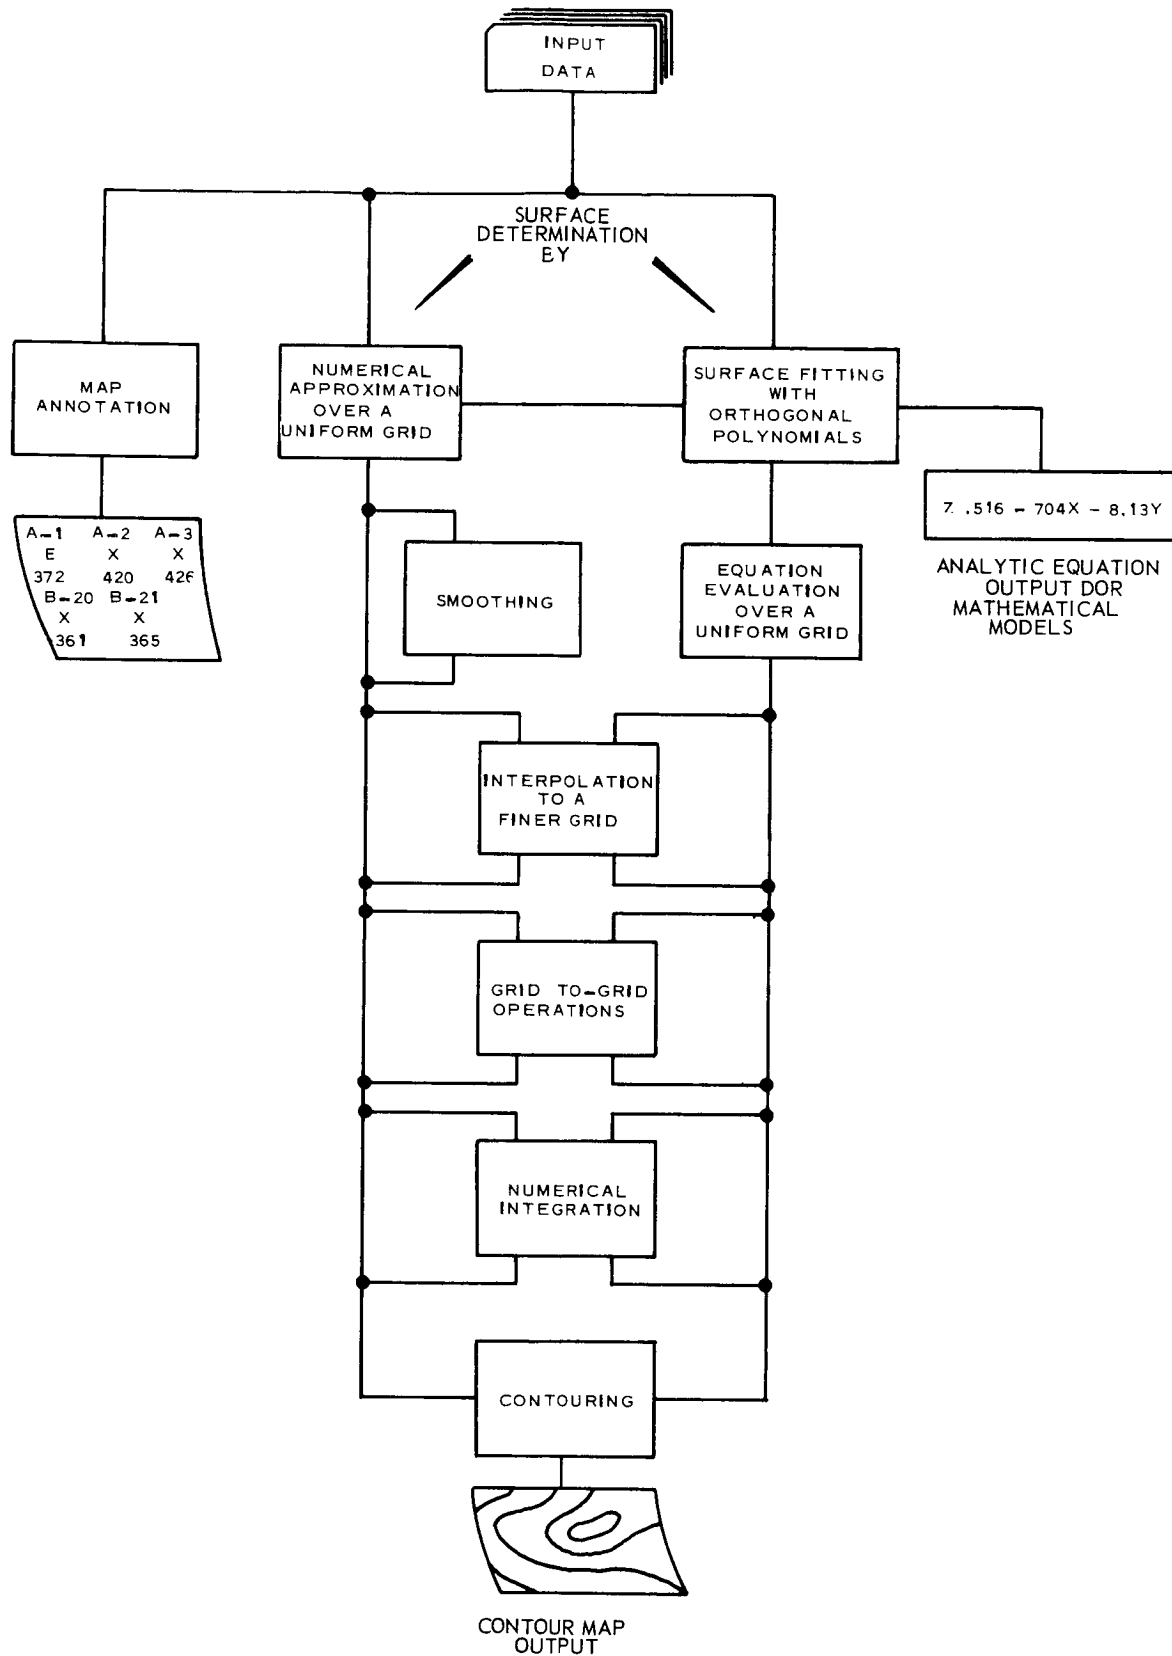 INPUT
DATA
SURFACE
DETERMINATION
BY
MAP
ANNOTATION
NUMERICAL
APPROXIMATION
OVER A
UNIFORM GRID
SURFACE FITTING
WITH
ORTHOGONAL
POLYNOMIALS
A-1 A-2 A-3
E X X
372 420 426
B-20 B-21
X X
361 365
SMOOTHING
EQUATION
EVALUATION
OVER A
UNIFORM GRID
7. .516 - 704X - 8.13Y
ANALYTIC EQUATION
OUTPUT DOR
MATHEMATICAL
MODELS
INTERPOLATION
TO A
FINER GRID
GRID TO-GRID
OPERATIONS
NUMERICAL
INTEGRATION
CONTOURING
CONTOUR MAP
OUTPUT